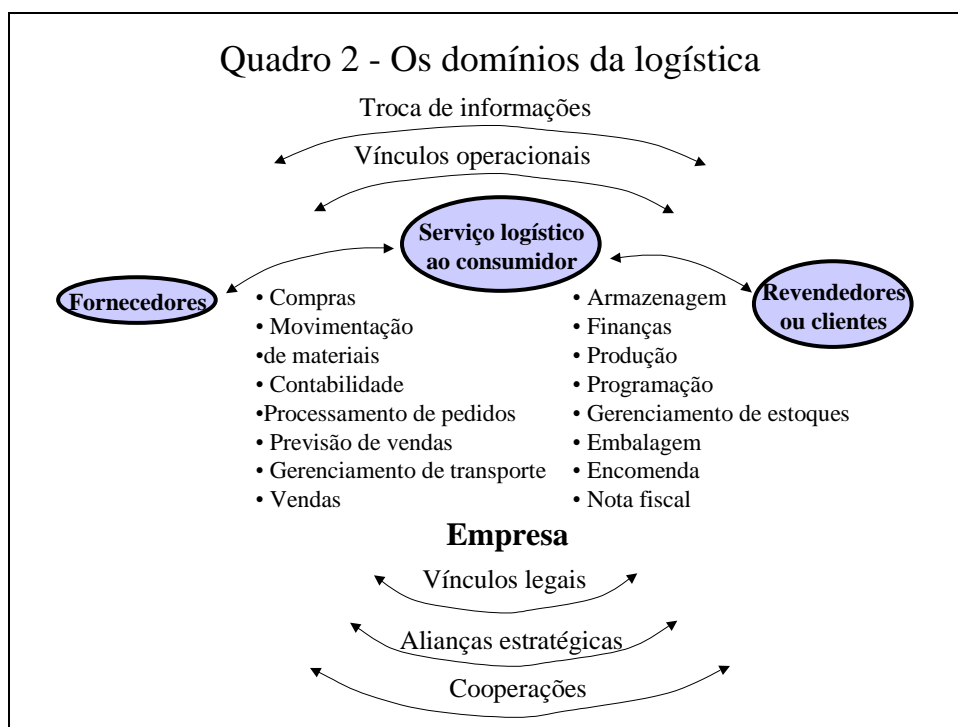 Quadro 2 - Os domínios da logística
Troca de informações
Vínculos operacionais
Serviço logístico
ao consumidor
Fornecedores
Revendedores
ou clientes
• Compras
• Movimentação
•de materiais
• Contabilidade
•Processamento de pedidos
• Previsão de vendas
• Gerenciamento de transporte
• Vendas
• Armazenagem
• Finanças
• Produção
• Programação
• Gerenciamento de estoques
• Embalagem
• Encomenda
• Nota fiscal
Empresa
Vínculos legais
Alianças estratégicas
Cooperações